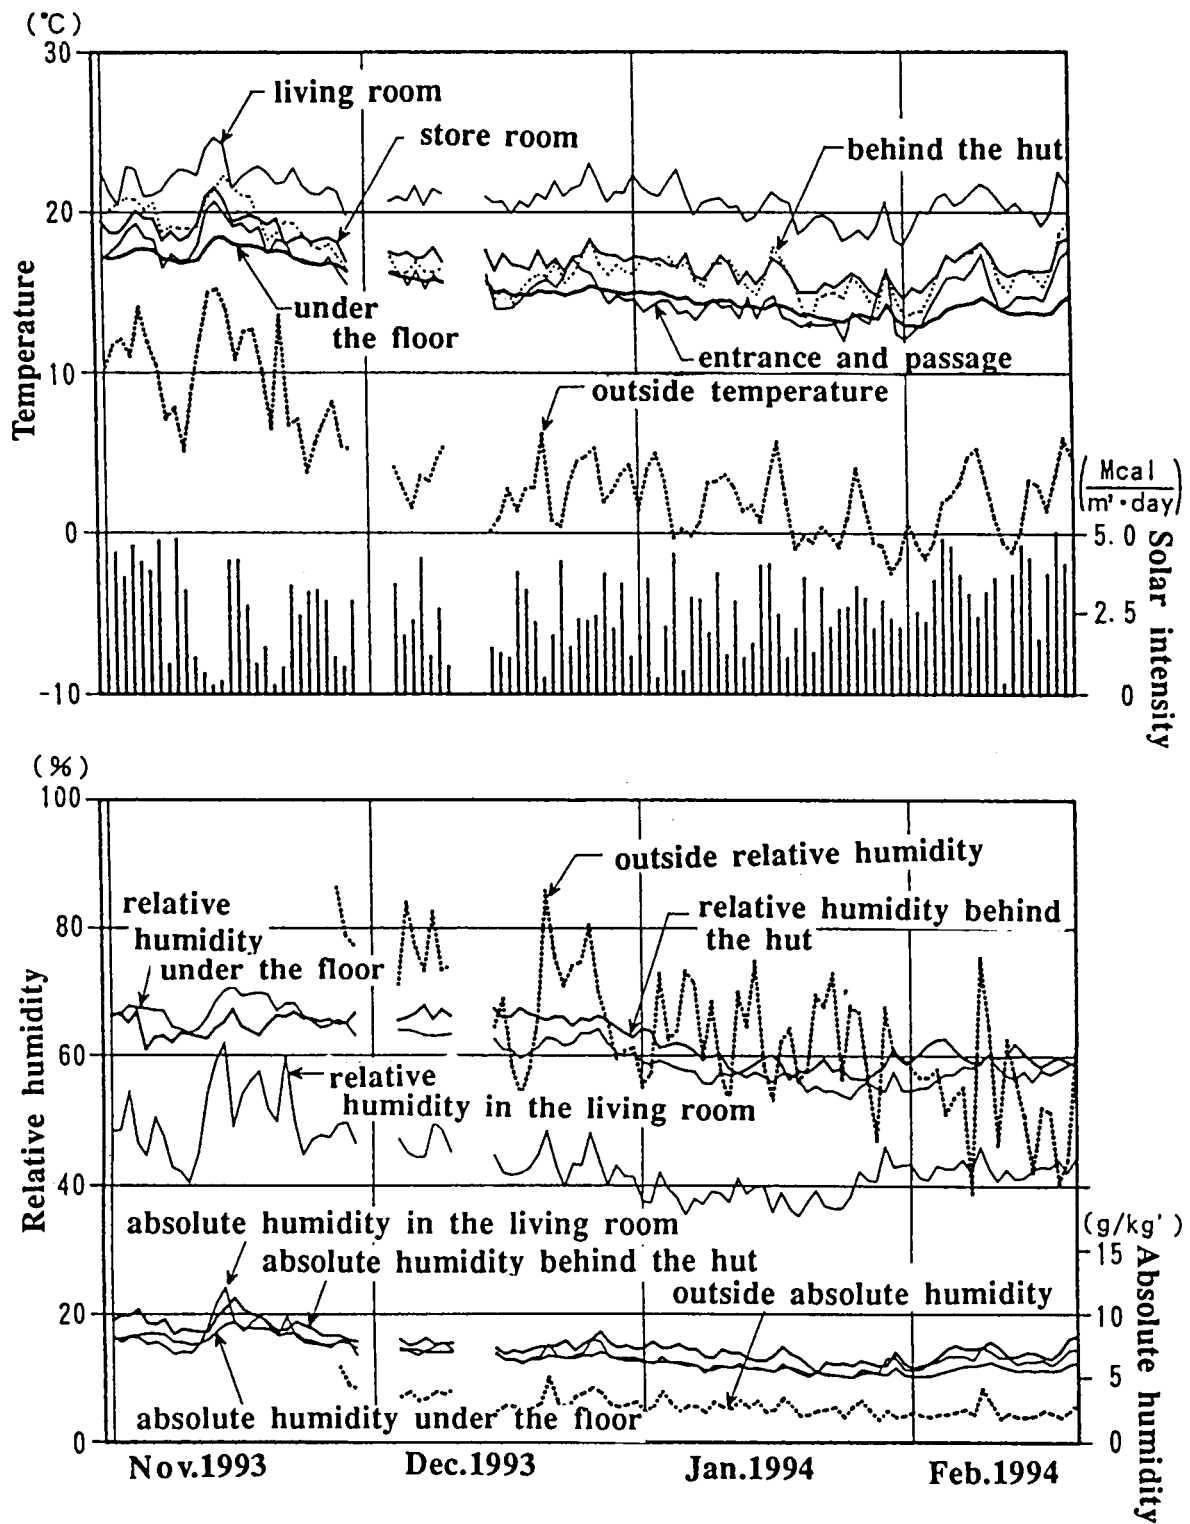 (°C)
30
living room
store room
behind the hut
20
under
the floor
entrance and passage
10
outside temperature
Temperature
(Mcal
m²・day)
0
5.0
2.5
-10
0
Solar intensity
(%)
100
outside relative humidity
relative
humidity
under the floor
relative humidity behind
the hut
80
60
relative
humidity in the living room
Relative humidity
40
absolute humidity in the living room
(g/kg')
15
absolute humidity behind the hut
outside absolute humidity
20
10
5
absolute humidity under the floor
0
0
Absolute humidity
Nov.1993
Dec.1993
Jan.1994
Feb.1994